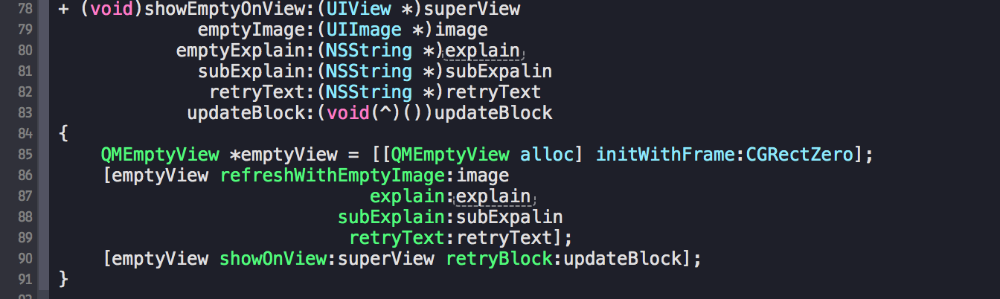 78 + (void)showEmptyOnView:(UIView *)superView
79 emptyImage:(UIImage *)image
80 emptyExplain:(NSString *)explain
81 subExplain:(NSString *)subExpalin
82 retryText:(NSString *)retryText
83 updateBlock:(void(^)())updateBlock
84 {
85 QMEmptyView *emptyView = [[QMEmptyView alloc] initWithFrame:CGRectZero];
86 [emptyView refreshWithEmptyImage:image
87 explain:explain
88 subExplain:subExpalin
89 retryText:retryText];
90 [emptyView showOnView:superView retryBlock:updateBlock];
91 }